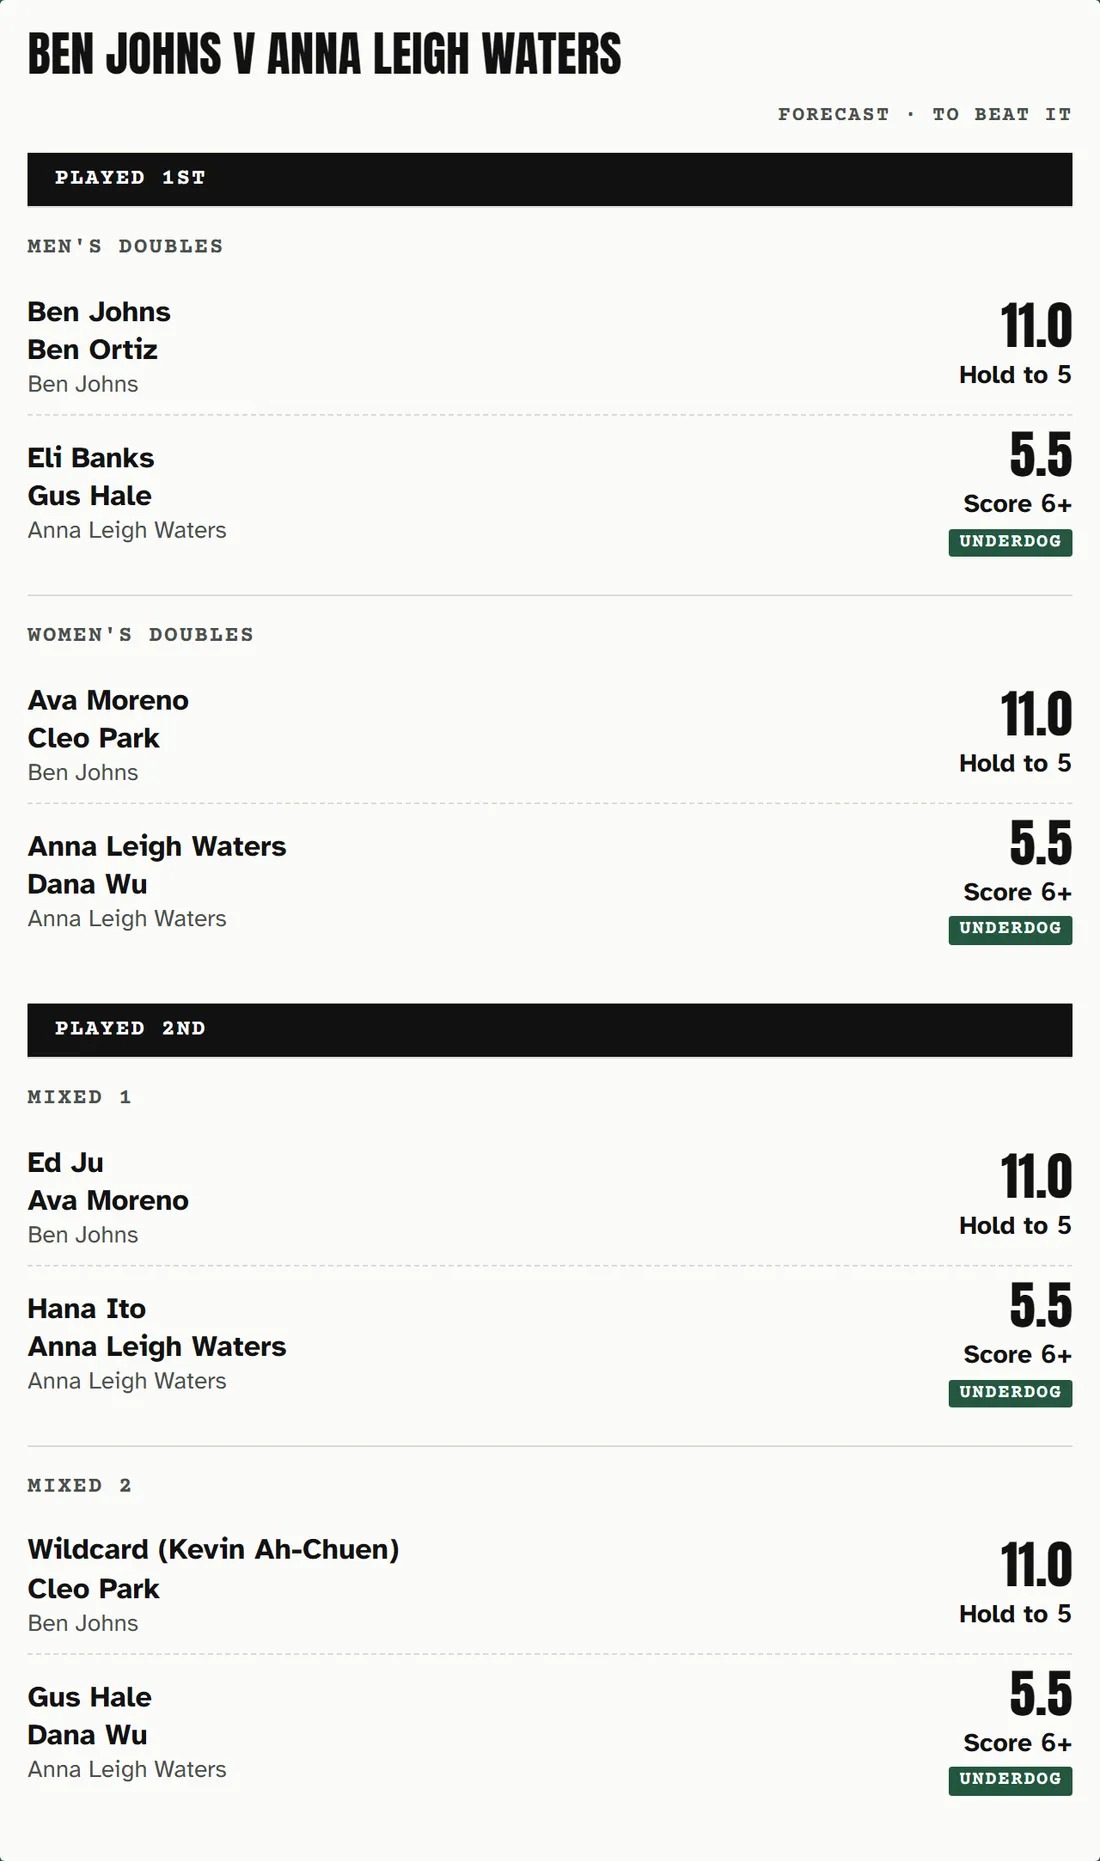 BEN JOHNS V ANNA LEIGH WATERS
FORECAST · TO BEAT IT
PLAYED 1ST
MEN'S DOUBLES
Ben Johns
Ben Ortiz
Ben Johns
11.0
Hold to 5
Eli Banks
Gus Hale
Anna Leigh Waters
5.5
Score 6+
UNDERDOG
WOMEN'S DOUBLES
Ava Moreno
Cleo Park
Ben Johns
11.0
Hold to 5
Anna Leigh Waters
Dana Wu
Anna Leigh Waters
5.5
Score 6+
UNDERDOG
PLAYED 2ND
MIXED 1
Ed Ju
Ava Moreno
Ben Johns
11.0
Hold to 5
Hana Ito
Anna Leigh Waters
Anna Leigh Waters
5.5
Score 6+
UNDERDOG
MIXED 2
Wildcard (Kevin Ah-Chuen)
Cleo Park
Ben Johns
11.0
Hold to 5
Gus Hale
Dana Wu
Anna Leigh Waters
5.5
Score 6+
UNDERDOG